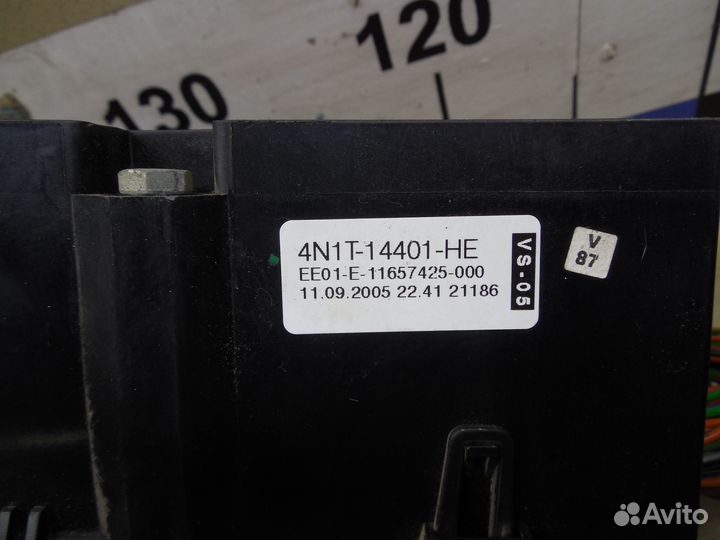 120
130
4N1T-14401-HE
EE01-E-11657425-000
11.09.2005 22.41 21186
VS-05
V
87
Avito